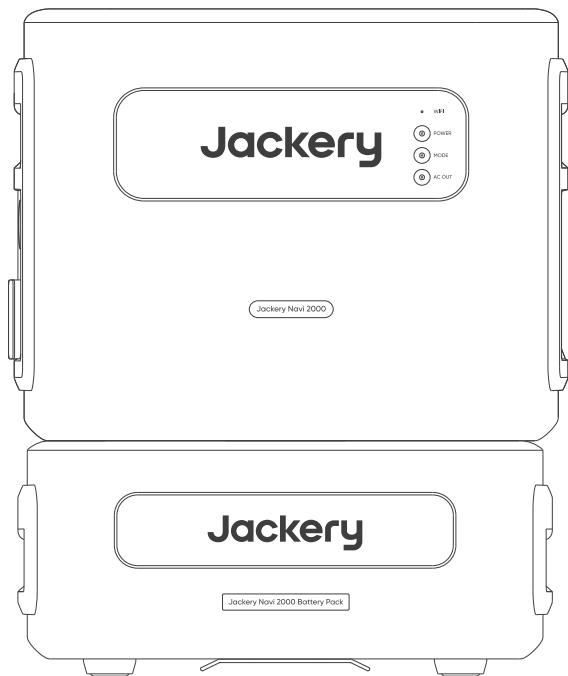 WIFI
Jackery
POWER
MODE
AC OUT
Jackery Navi 2000
Jackery
Jackery Navi 2000 Battery Pack